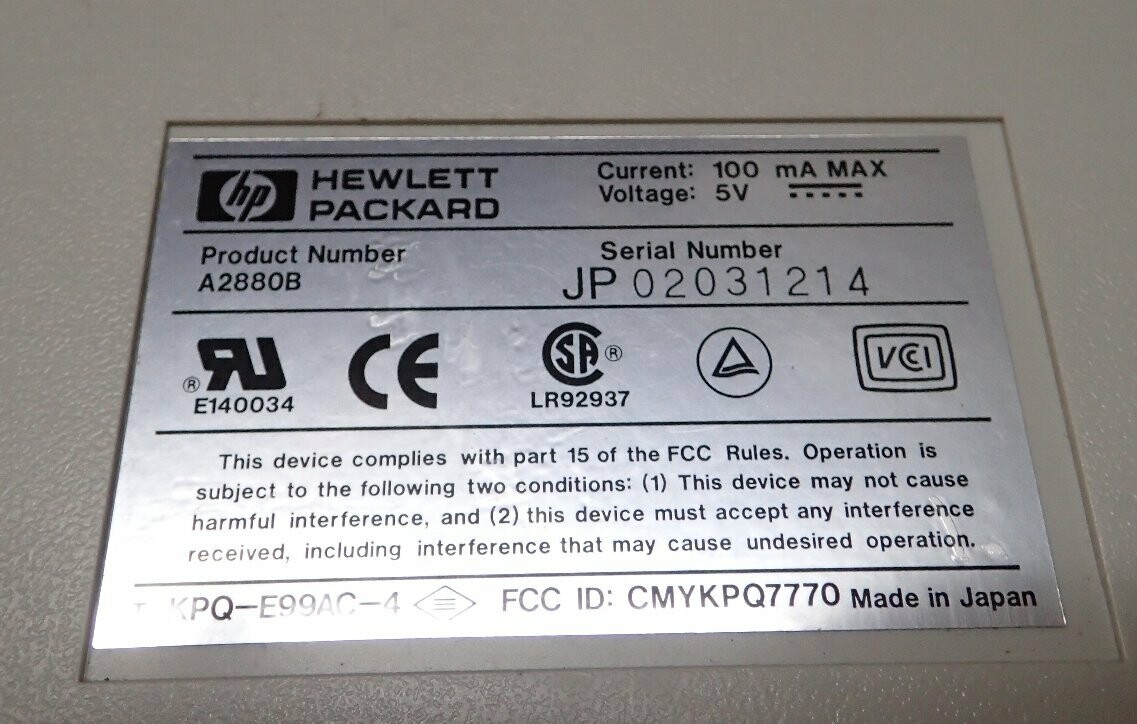 hp HEWLETT PACKARD
Current: 100 mA MAX
Voltage: 5V
Product Number
A2880B
Serial Number
JP 02031214
®
E140034
CE
SA ®
LR92937
VCI
This device complies with part 15 of the FCC Rules. Operation is
subject to the following two conditions: (1) This device may not cause
harmful interference, and (2) this device must accept any interference
received, including interference that may cause undesired operation.
KPQ-E99AC-4 FCC ID: CMYKPQ7770 Made in Japan